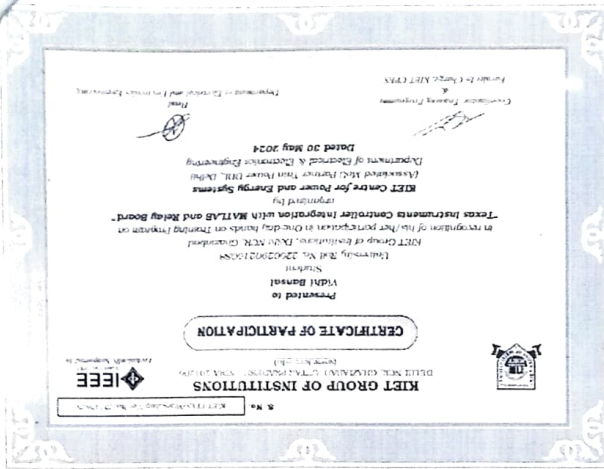 S. No.
KIET GROUP OF INSTITUTIONS
DELHI NCR, GHAZIABAD, UTTAR PRADESH, INDIA 201206
IEEE
CERTIFICATE OF PARTICIPATION
Presented to
Vidhi Bansal
Student
University Roll No.
KIET Group of Institutions, Delhi NCR, Ghaziabad
in recognition of his/her participation in One-day hands on Training Program on
"Texas Instruments Controller Integration with MATLAB and Relay Board"
organized by
KIET Centre for Power and Energy Systems
(Associated MoU Partner Tata Power DDL, Delhi)
Department of Electrical & Electronics Engineering
Dated 30 May 2024
Coordinator Training Programme
&
Faculty In Charge, KIET CPES
Head
Department of Electrical and Electronics Engineering